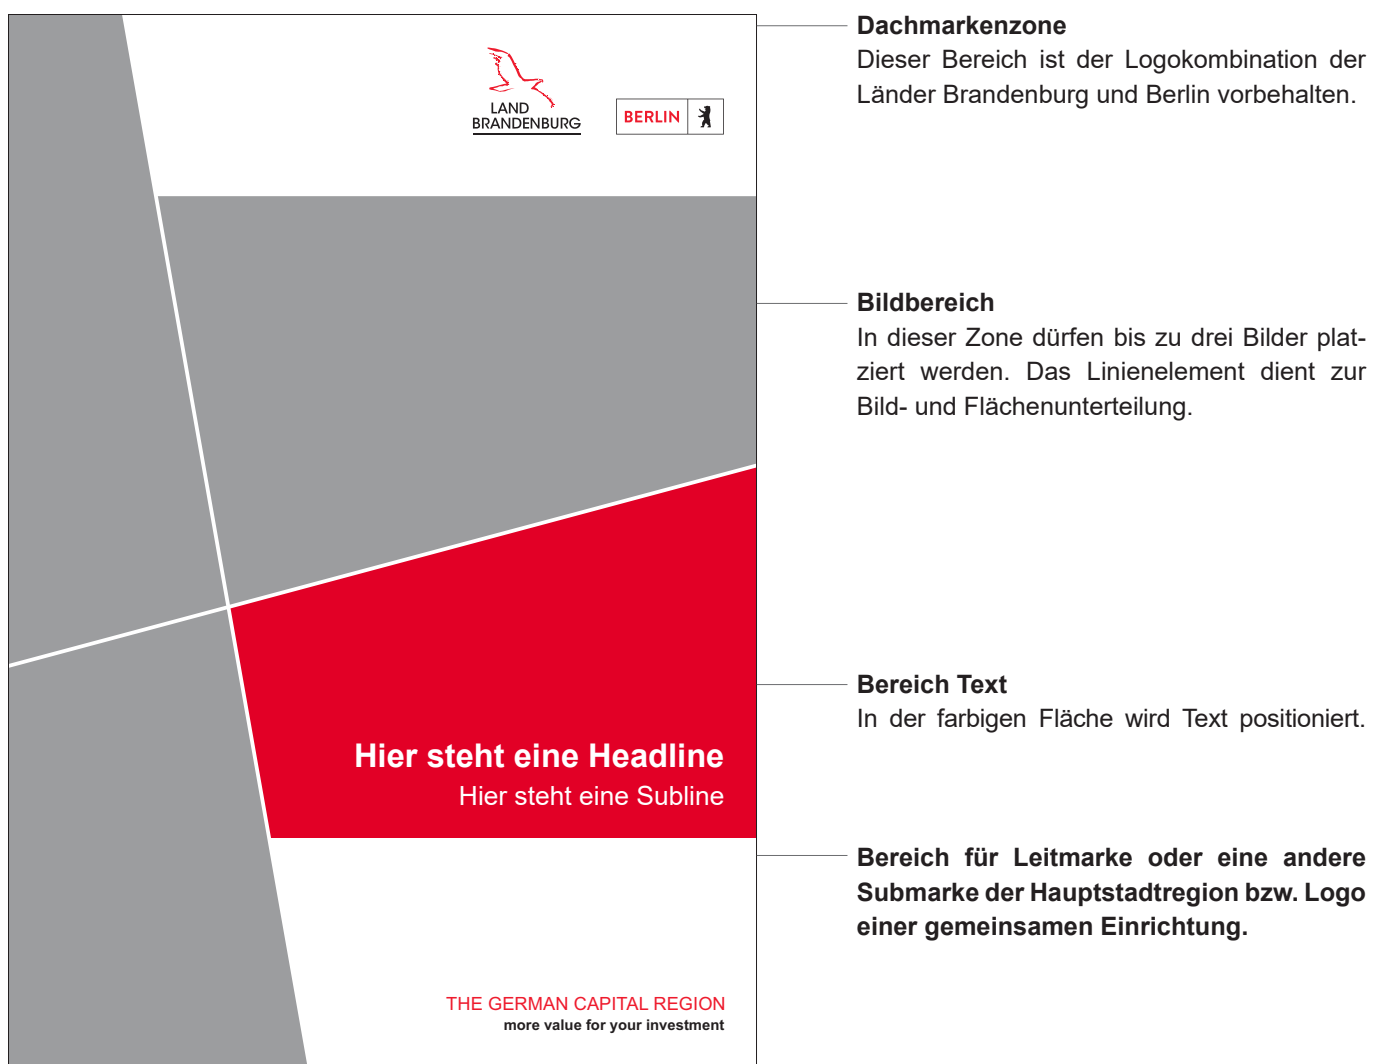 LAND
BRANDENBURG
BERLIN
Hier steht eine Headline
Hier steht eine Subline
THE GERMAN CAPITAL REGION
more value for your investment
Dachmarkenzone
Dieser Bereich ist der Logokombination der
Länder Brandenburg und Berlin vorbehalten.
Bildbereich
In dieser Zone dürfen bis zu drei Bilder plat-
ziert werden. Das Linienelement dient zur
Bild- und Flächenunterteilung.
Bereich Text
In der farbigen Fläche wird Text positioniert.
Bereich für Leitmarke oder eine andere
Submarke der Hauptstadtregion bzw. Logo
einer gemeinsamen Einrichtung.